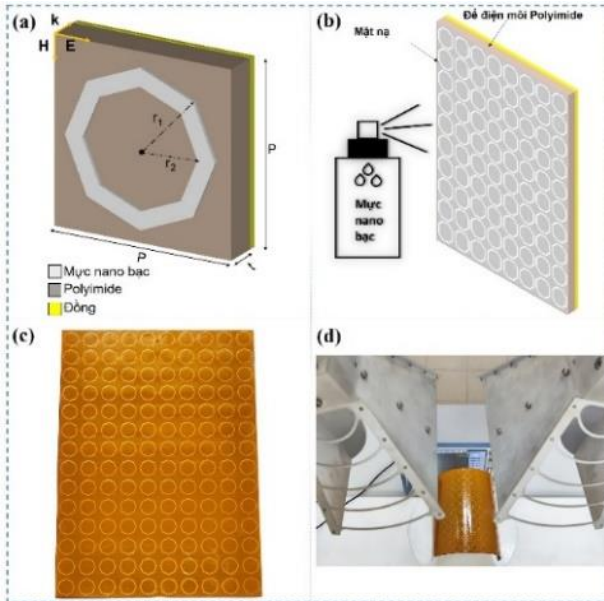 (a)
k
H
E
r1
r2
P
P
t
Mực nano bạc
Polyimide
Đồng
(b)
Đế điện môi Polyimide
Mặt nạ
Mực
nano
bạc
(c)
(d)